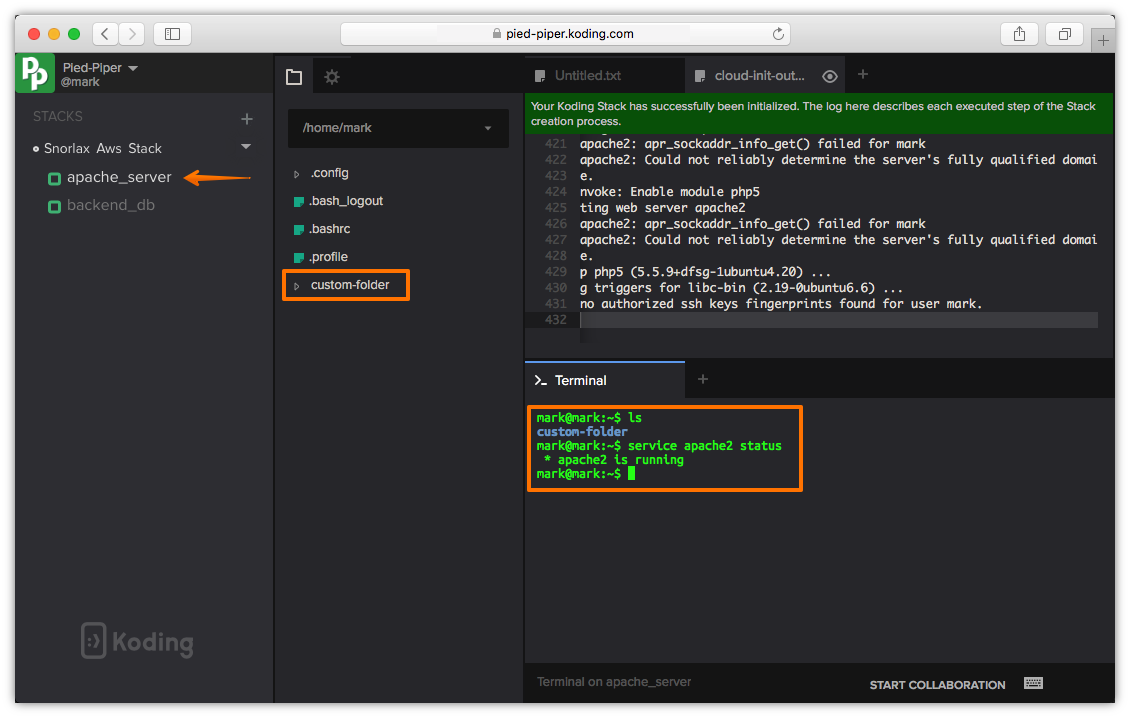 pied-piper.koding.com
Pied-Piper
@mark
STACKS
Snorlax Aws Stack
apache_server
backend_db
Koding
/home/mark
.config
.bash_logout
.bashrc
.profile
custom-folder
Untitled.txt
cloud-init-out...
Your Koding Stack has successfully been initialized. The log here describes each executed step of the Stack
creation process.
421 apache2: apr_sockaddr_info_get() failed for mark
422 apache2: Could not reliably determine the server's fully qualified domai
423 e.
424 nvoke: Enable module php5
425 ting web server apache2
426 apache2: apr_sockaddr_info_get() failed for mark
427 apache2: Could not reliably determine the server's fully qualified domai
428 e.
429 p php5 (5.5.9+dfsg-1ubuntu4.20) ...
430 g triggers for libc-bin (2.19-0ubuntu6.6) ...
431 no authorized ssh keys fingerprints found for user mark.
432
Terminal
mark@mark:~$ ls
custom-folder
mark@mark:~$ service apache2 status
* apache2 is running
mark@mark:~$
Terminal on apache_server
START COLLABORATION